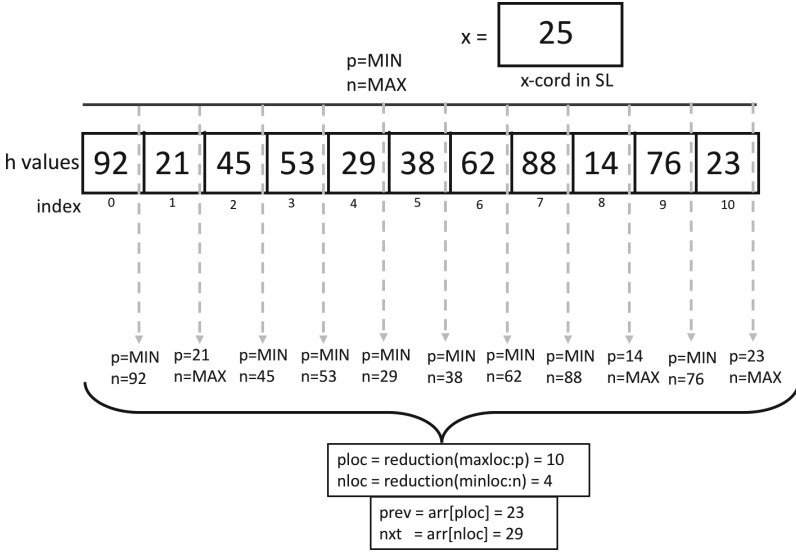 x = 25
x-cord in SL
p=MIN
n=MAX
h values 92 21 45 53 29 38 62 88 14 76 23
index 0 1 2 3 4 5 6 7 8 9 10
p=MIN p=21 p=MIN p=MIN p=MIN p=MIN p=MIN p=MIN p=14 p=MIN p=23
n=92 n=MAX n=45 n=53 n=29 n=38 n=62 n=88 n=MAX n=76 n=MAX
ploc = reduction(maxloc:p) = 10
nloc = reduction(minloc:n) = 4
prev = arr[ploc] = 23
nxt = arr[nloc] = 29